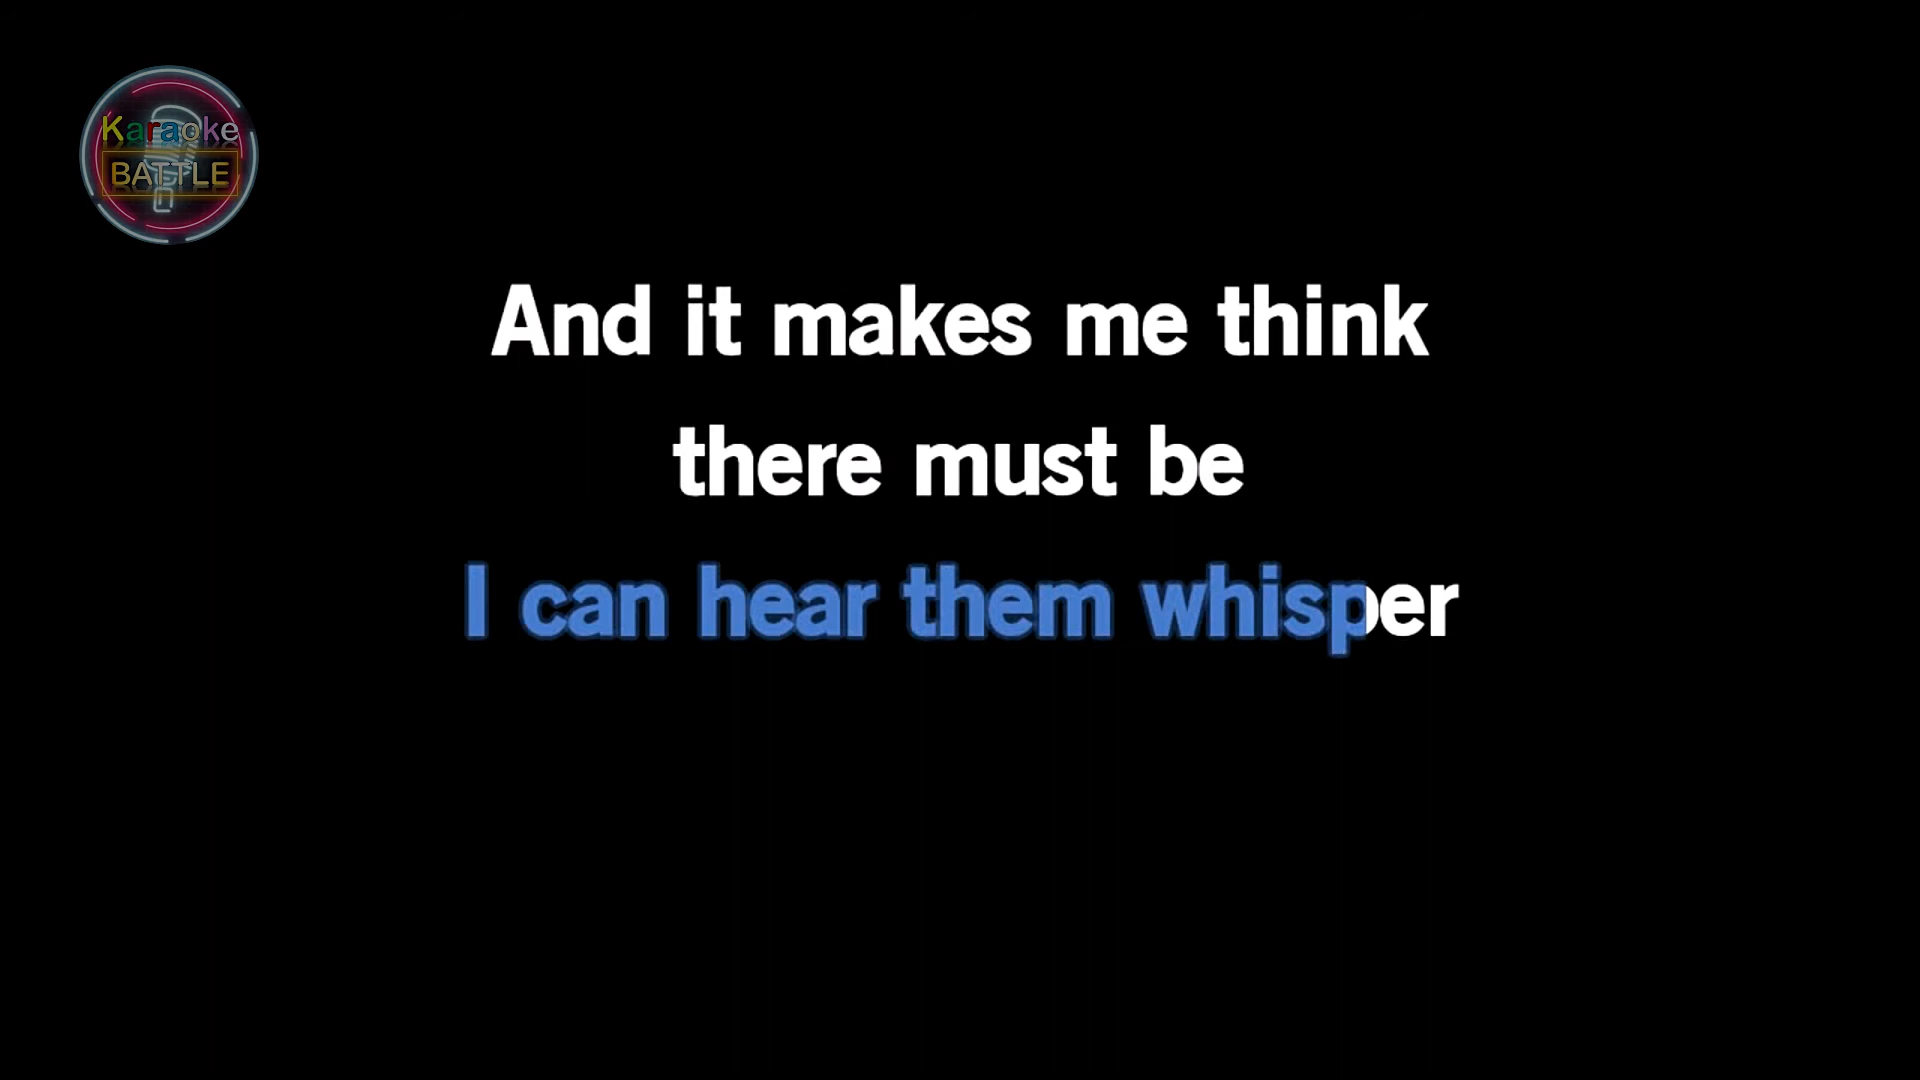 Karaoke
BATTLE
And it makes me think
there must be
I can hear them whisper